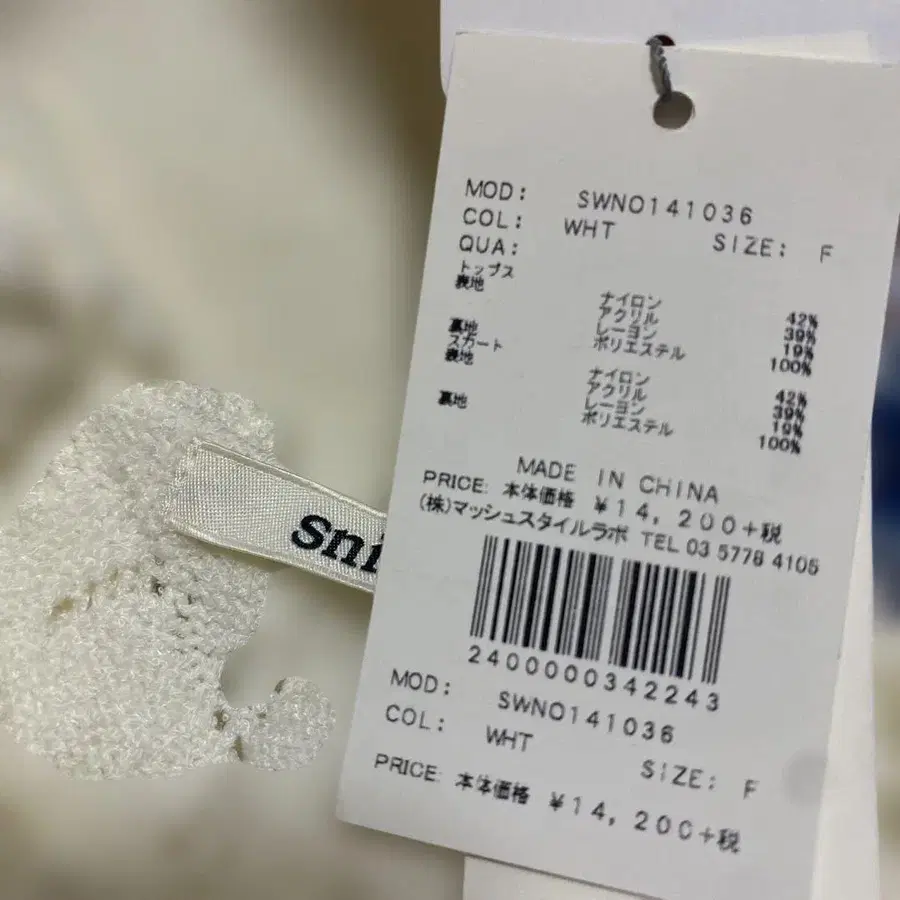 MOD: SWNO141036
COL: WHT SIZE: F
QUA:
トップス
表地 ナイロン 42%
アクリル 39%
レーヨン 19%
裏地 ポリエステル 100%
スカート
表地 ナイロン 42%
アクリル 39%
レーヨン 19%
裏地 ポリエステル 100%
MADE IN CHINA
PRICE: 本体価格 ¥14,200+税
(株)マッシュスタイルラボ TEL 03 5778 4105
2400000342243
MOD: SWNO141036
COL: WHT SIZE: F
PRICE: 本体価格 ¥14,200+税
sni